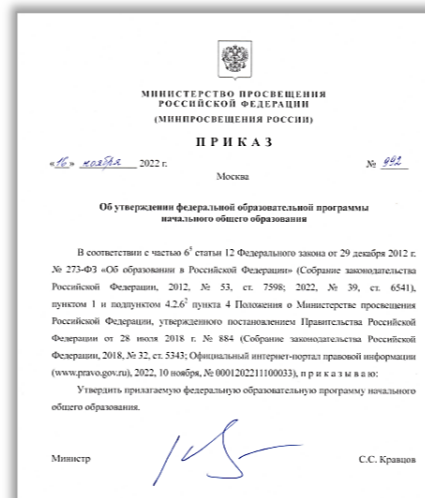 МИНИСТЕРСТВО ПРОСВЕЩЕНИЯ
РОССИЙСКОЙ ФЕДЕРАЦИИ
(МИНПРОСВЕЩЕНИЯ РОССИИ)
ПРИКАЗ
«16» ноября 2022 г. № 992
Москва
Об утверждении федеральной образовательной программы
начального общего образования
В соответствии с частью 6⁵ статьи 12 Федерального закона от 29 декабря 2012 г.
№ 273-ФЗ «Об образовании в Российской Федерации» (Собрание законодательства
Российской Федерации, 2012, № 53, ст. 7598; 2022, № 39, ст. 6541),
пунктом 1 и подпунктом 4.2.6² пункта 4 Положения о Министерстве просвещения
Российской Федерации, утвержденного постановлением Правительства Российской
Федерации от 28 июля 2018 г. № 884 (Собрание законодательства Российской
Федерации, 2018, № 32, ст. 5343; Официальный интернет-портал правовой информации
(www.pravo.gov.ru), 2022, 10 ноября, № 0001202211100033), п р и к а з ы в а ю:
Утвердить прилагаемую федеральную образовательную программу начального
общего образования.
Министр С.С. Кравцов